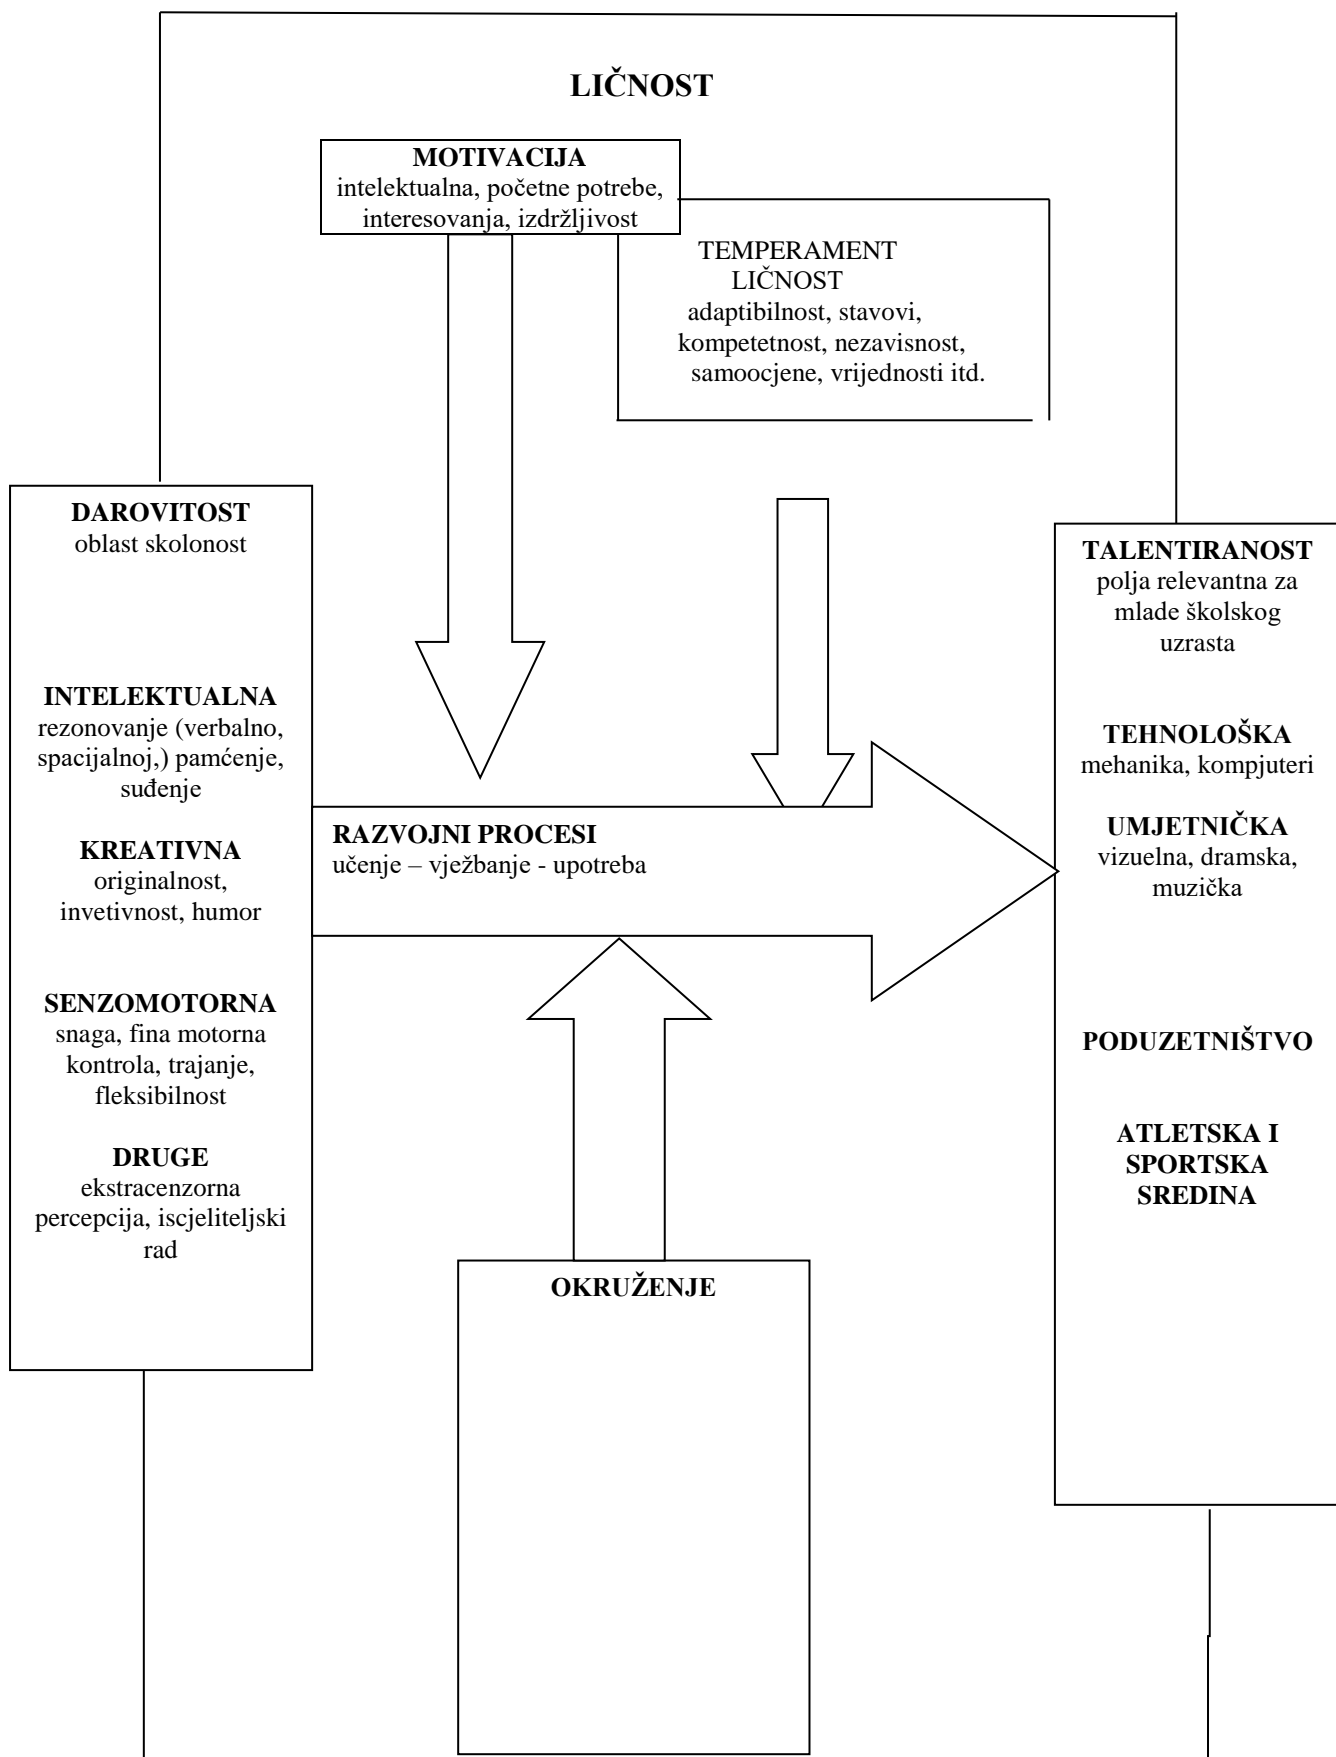 LIČNOST
MOTIVACIJA
intelektualna, početne potrebe,
interesovanja, izdržljivost
TEMPERAMENT
LIČNOST
adaptibilnost, stavovi,
kompetetnost, nezavisnost,
samoocjene, vrijednosti itd.
DAROVITOST
oblast skolonost
INTELEKTUALNA
rezonovanje (verbalno,
spacijalnoj,) pamćenje,
suđenje
KREATIVNA
originalnost,
invetivnost, humor
SENZOMOTORNA
snaga, fina motorna
kontrola, trajanje,
fleksibilnost
DRUGE
ekstracenzorna
percepcija, iscjeliteljski
rad
RAZVOJNI PROCESI
učenje – vježbanje - upotreba
TALENTIRANOST
polja relevantna za
mlade školskog
uzrasta
TEHNOLOŠKA
mehanika, kompjuteri
UMJETNIČKA
vizuelna, dramska,
muzička
PODUZETNIŠTVO
ATLETSKA I
SPORTSKA
SREDINA
OKRUŽENJE